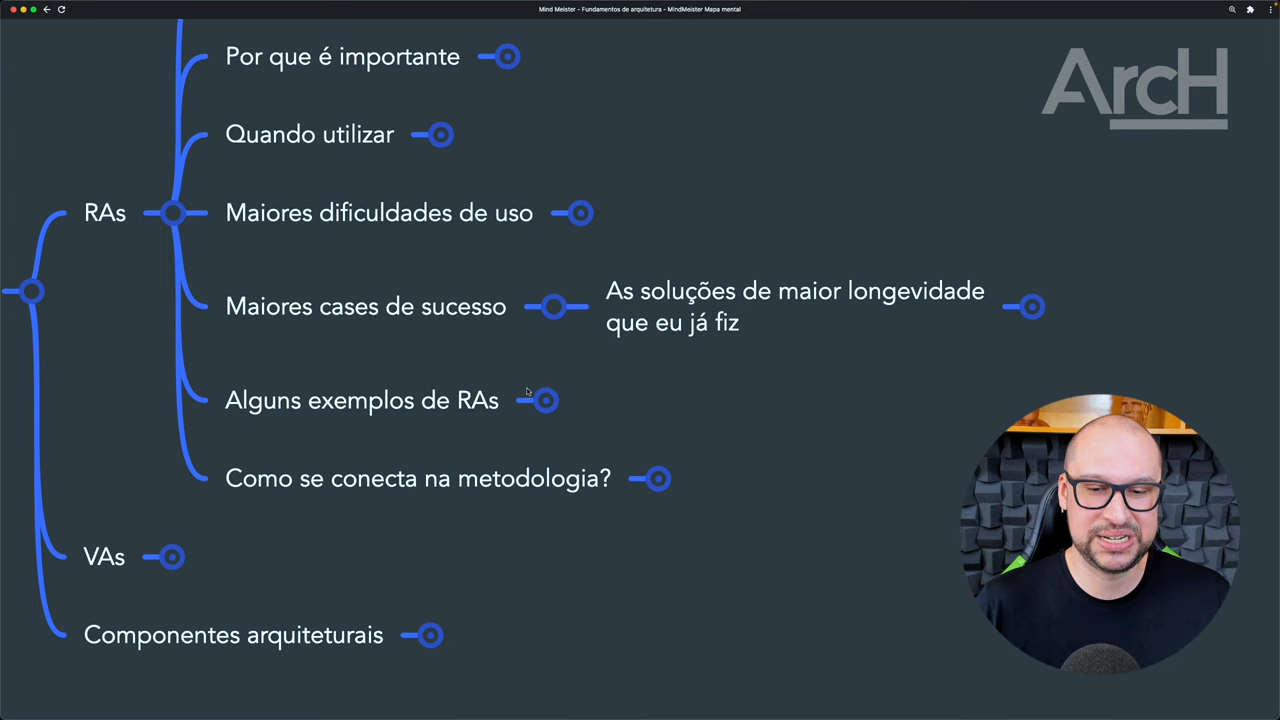 Mind Meister - Fundamentos de arquitetura - MindMeister Mapa mental
ArcH
Por que é importante
Quando utilizar
RAs
Maiores dificuldades de uso
Maiores cases de sucesso
As soluções de maior longevidade
que eu já fiz
Alguns exemplos de RAs
Como se conecta na metodologia?
VAs
Componentes arquiteturais